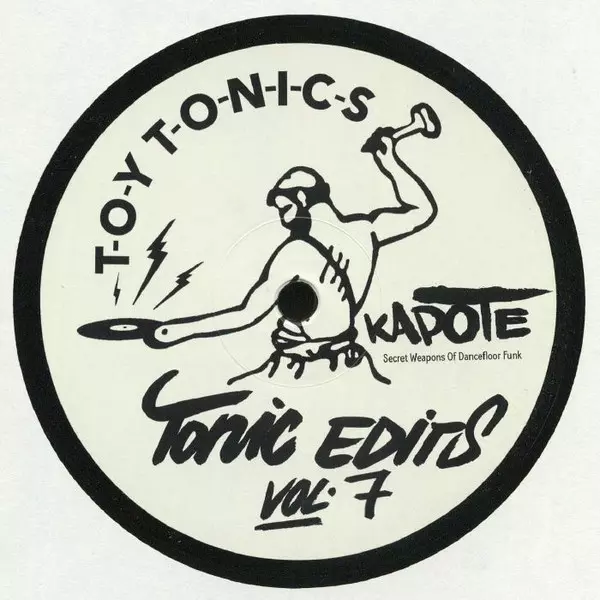 T-O-Y T-O-N-I-C-S
KAPOTE
Secret Weapons Of Dancefloor Funk
Tonic EDITS
VOL. 7